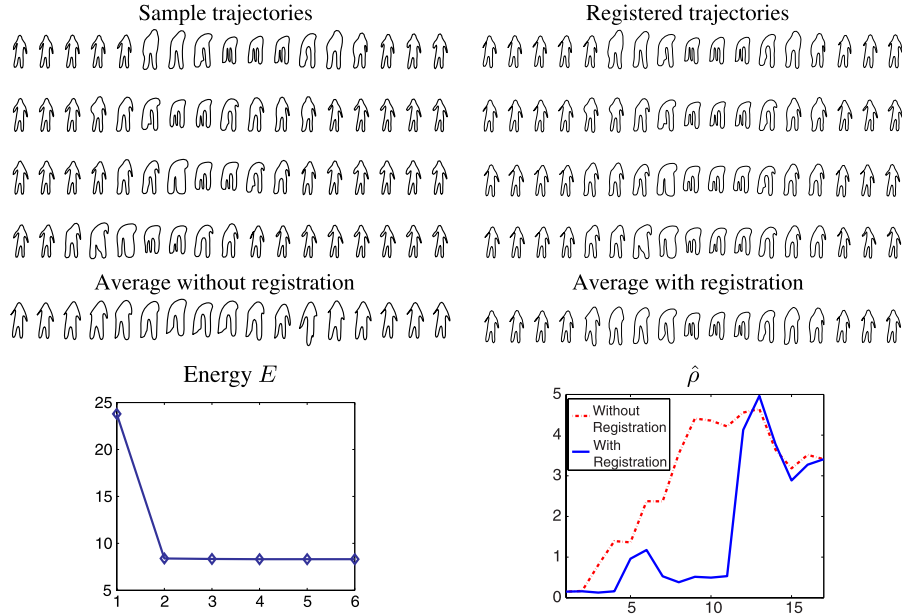 Sample trajectories
Registered trajectories
Average without registration
Average with registration
Energy E
25
20
15
10
5
1 2 3 4 5 6
ρ̂
5
4
3
2
1
0
5 10 15
Without
Registration
With
Registration